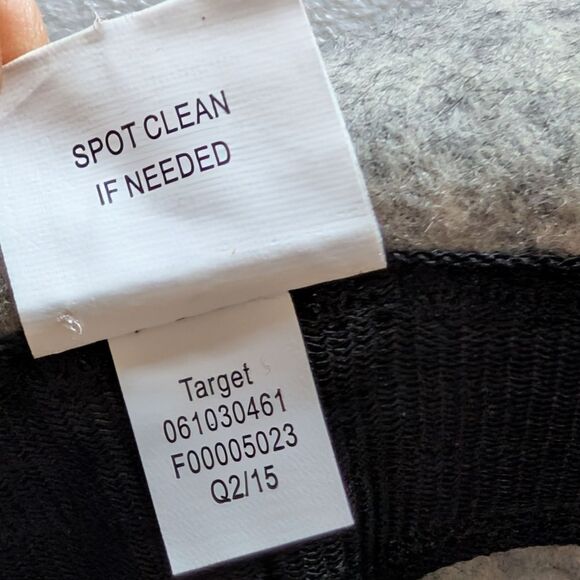 SPOT CLEAN
IF NEEDED
Target
061030461
F00005023
Q2/15